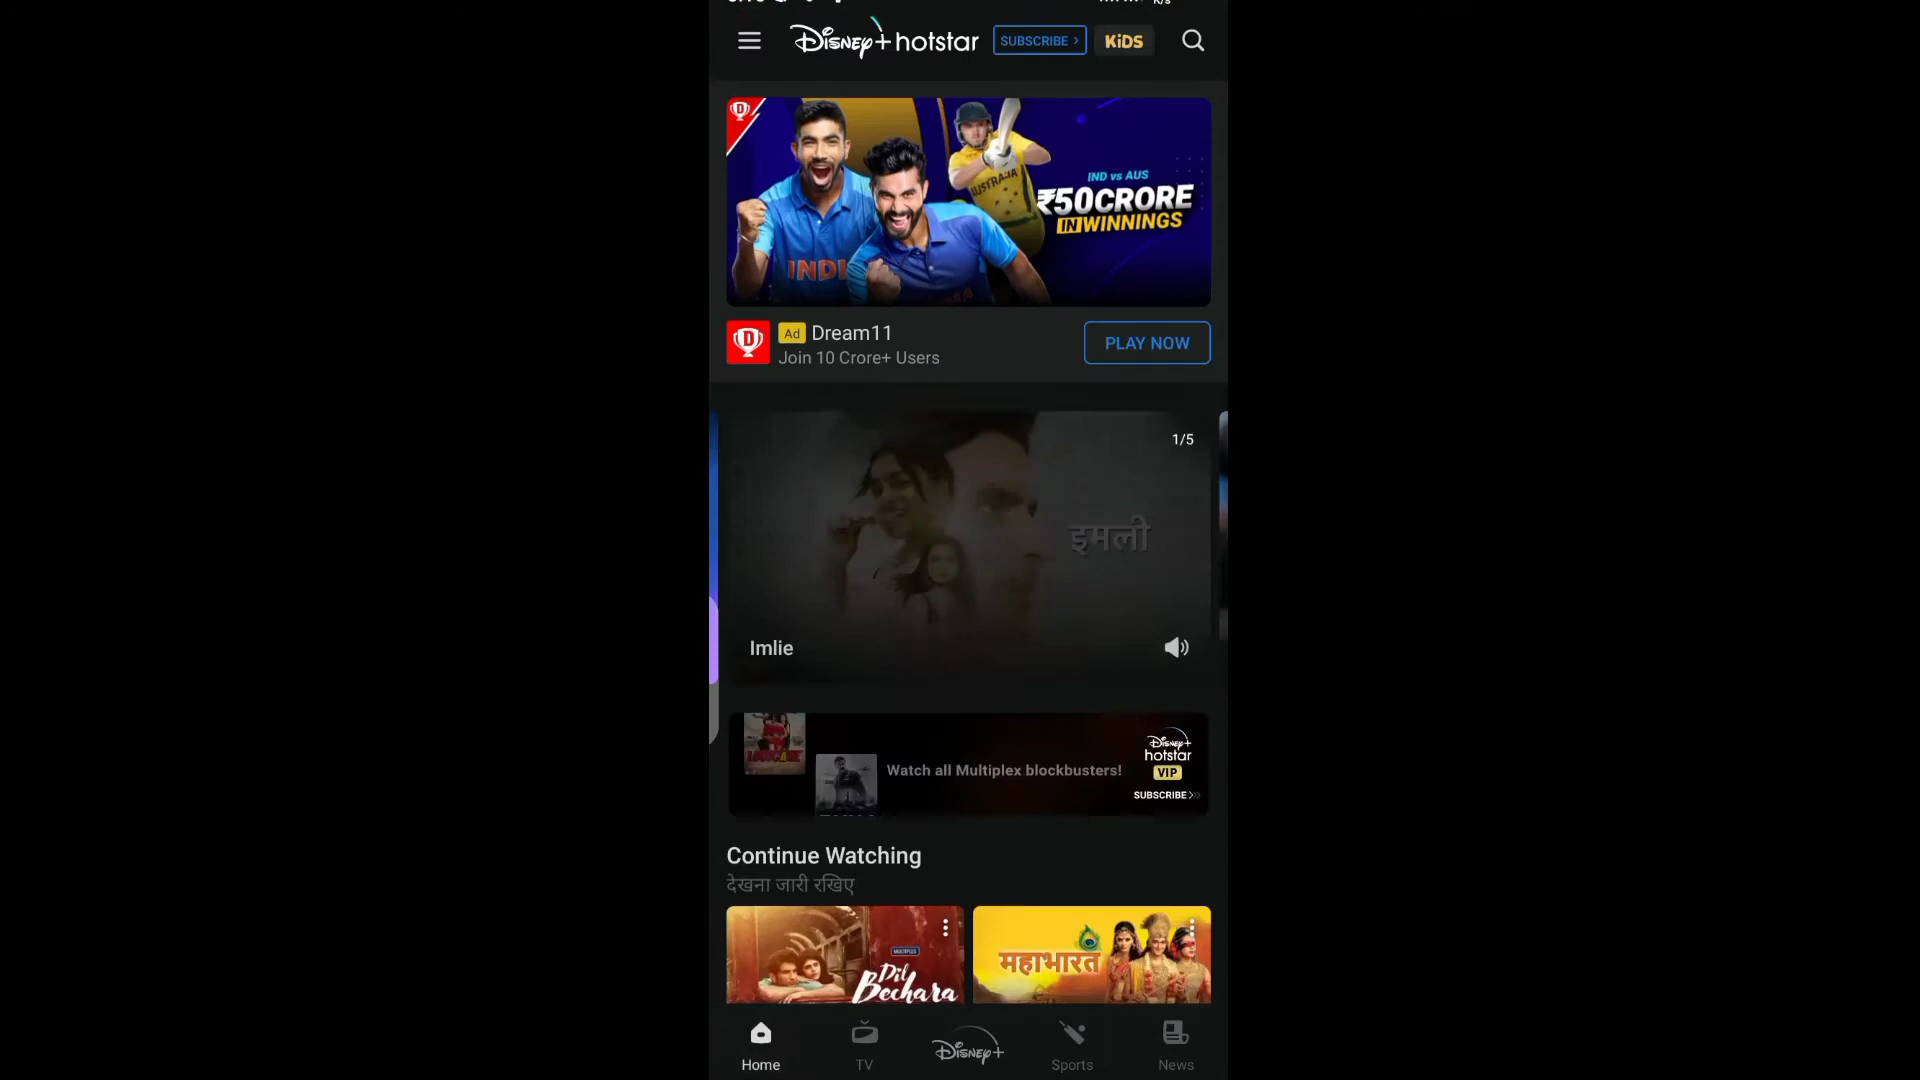 Disney+ hotstar
SUBSCRIBE >
KiDS
D
IND vs AUS
₹50CRORE
IN WINNINGS
AUSTRALIA
INDI
D
Ad
Dream11
Join 10 Crore+ Users
PLAY NOW
1/5
इमली
Imlie
Watch all Multiplex blockbusters!
Disney+
hotstar
VIP
SUBSCRIBE >>>
Continue Watching
देखना जारी रखिए
MULTIPLEX
Dil
Bechara
महाभारत
Home
TV
Disney+
Sports
News